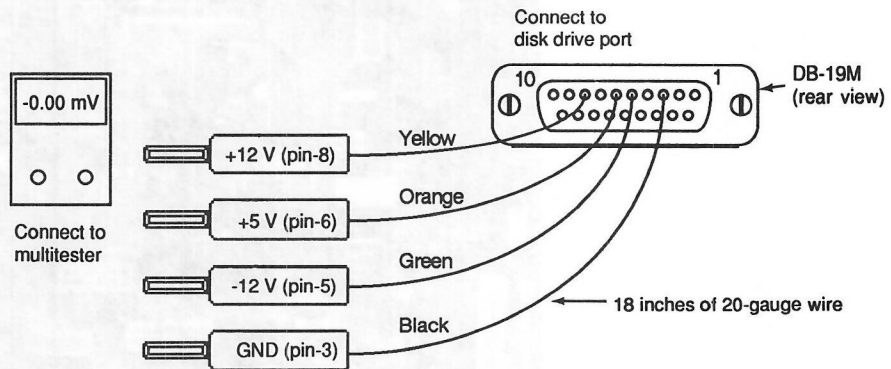 Connect to
disk drive port
10
1
DB-19M
(rear view)
-0.00 mV
Yellow
+12 V (pin-8)
Orange
+5 V (pin-6)
Connect to
multitester
Green
-12 V (pin-5)
18 inches of 20-gauge wire
Black
GND (pin-3)